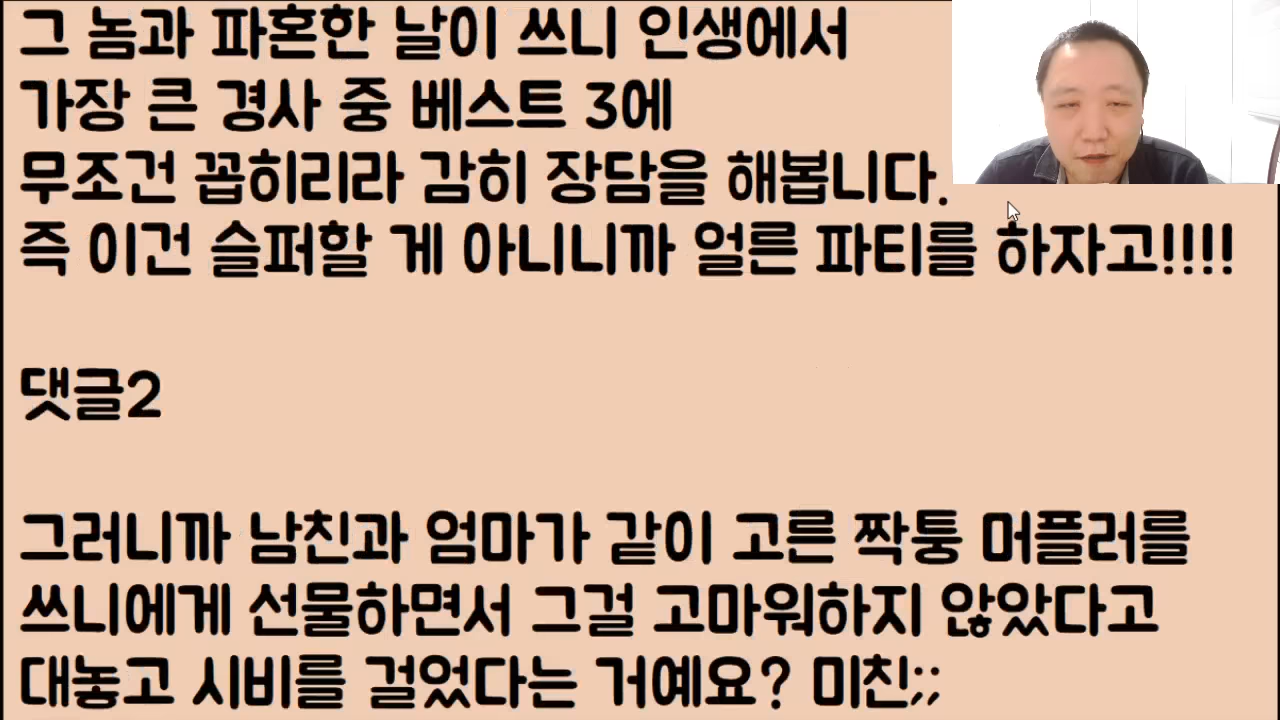 그 놈과 파혼한 날이 쓰니 인생에서
가장 큰 경사 중 베스트 3에
무조건 꼽히리라 감히 장담을 해봅니다.
즉 이건 슬퍼할 게 아니니까 얼른 파티를 하자고!!!!
댓글2
그러니까 남친과 엄마가 같이 고른 짝퉁 머플러를
쓰니에게 선물하면서 그걸 고마워하지 않았다고
대놓고 시비를 걸었다는 거예요? 미친;;